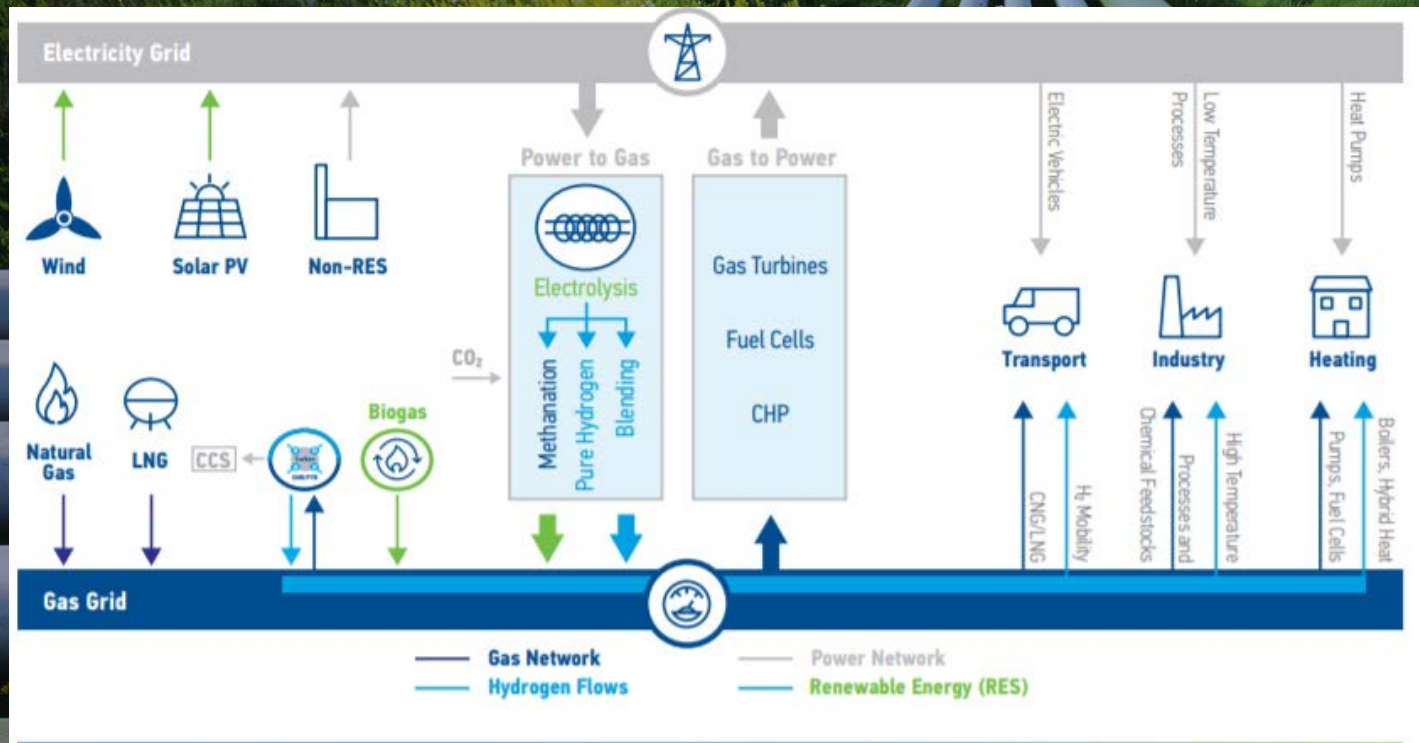 Electricity Grid
Power to Gas
Gas to Power
Electric Vehicles
Low Temperature
Processes
Heat Pumps
Wind
Solar PV
Non-RES
Electrolysis
Methanation
Pure Hydrogen
Blending
CO₂
Gas Turbines
Fuel Cells
CHP
Transport
Industry
Heating
Natural
Gas
LNG
CCS
Biogas
CNG/LNG
H₂ Mobility
Chemical Feedstocks
Processes and
High Temperature
Pumps, Fuel Cells
Boilers, Hybrid Heat
Gas Grid
Gas Network
Power Network
Hydrogen Flows
Renewable Energy (RES)